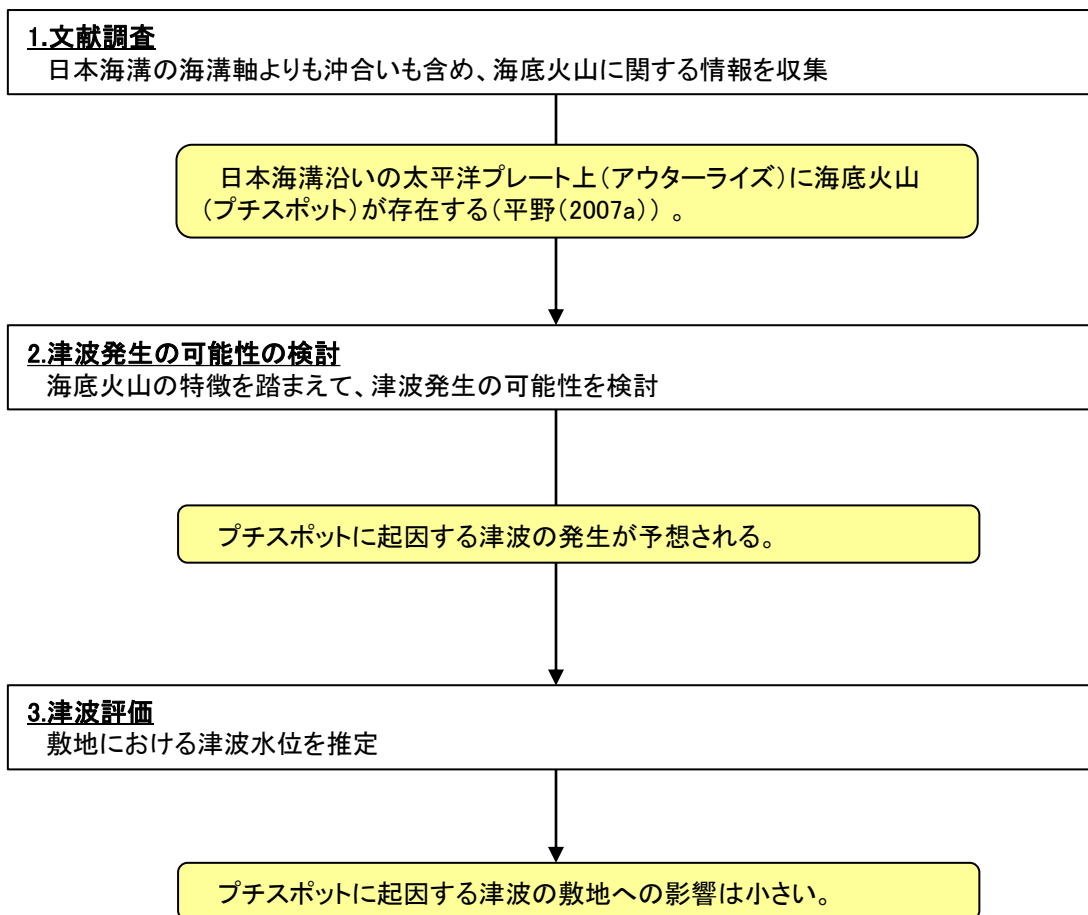 1.文献調査
日本海溝の海溝軸よりも沖合いも含め、海底火山に関する情報を収集
日本海溝沿いの太平洋プレート上(アウターライズ)に海底火山
(プチスポット)が存在する(平野(2007a))。
2.津波発生の可能性の検討
海底火山の特徴を踏まえて、津波発生の可能性を検討
プチスポットに起因する津波の発生が予想される。
3.津波評価
敷地における津波水位を推定
プチスポットに起因する津波の敷地への影響は小さい。